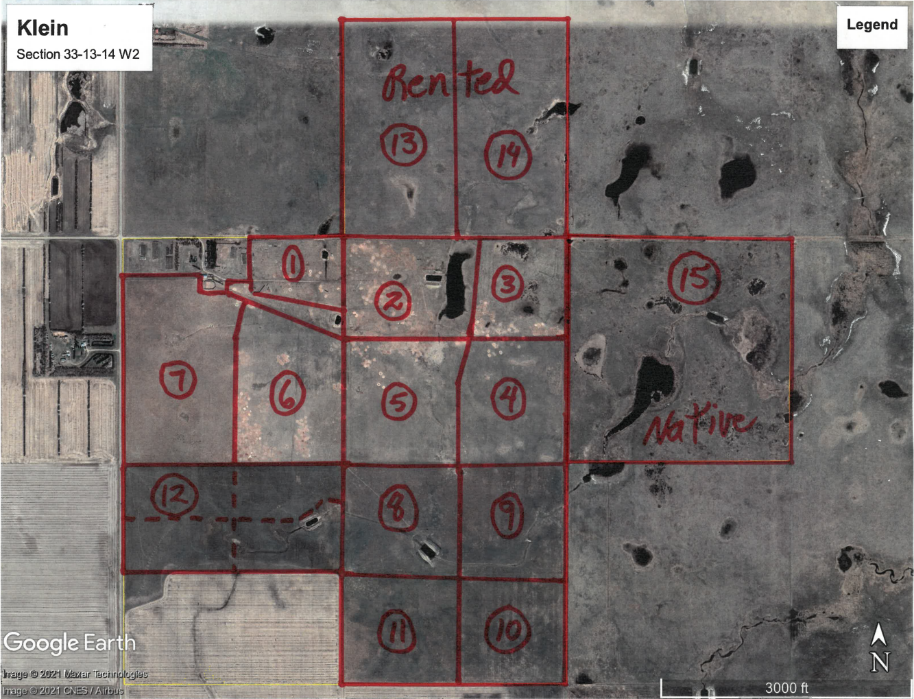 Klein
Section 33-13-14 W2
Legend
Rented
13
14
1
2
3
15
7
6
5
4
Native
12
8
9
11
10
Google Earth
Image © 2021 Maxar Technologies
Image © 2021 CNES / Airbus
N
3000 ft